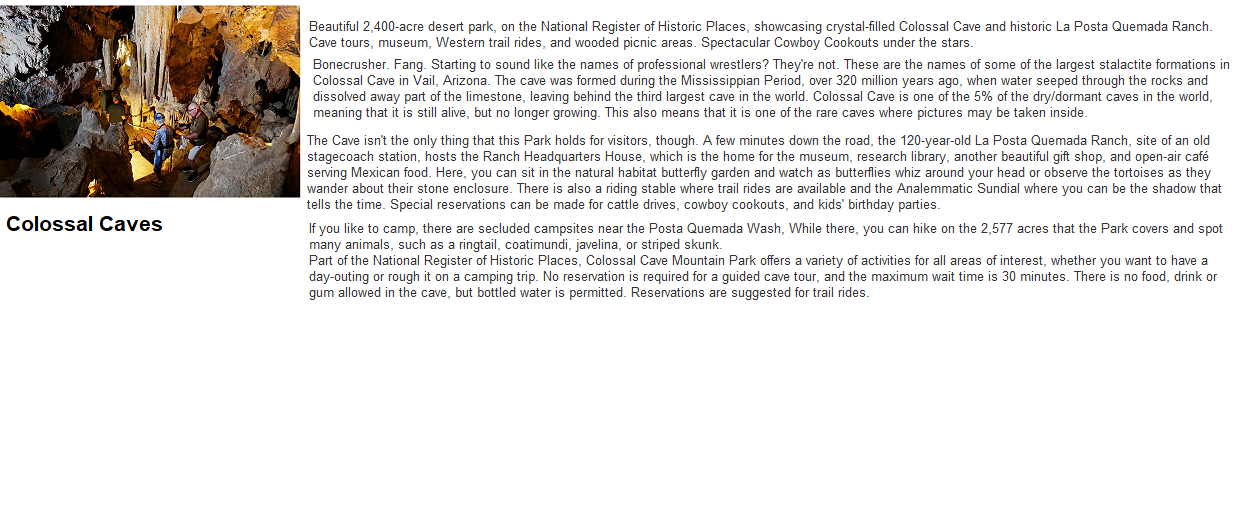 Beautiful 2,400-acre desert park, on the National Register of Historic Places, showcasing crystal-filled Colossal Cave and historic La Posta Quemada Ranch.
Cave tours, museum, Western trail rides, and wooded picnic areas. Spectacular Cowboy Cookouts under the stars.
Bonecrusher. Fang. Starting to sound like the names of professional wrestlers? They're not. These are the names of some of the largest stalactite formations in
Colossal Cave in Vail, Arizona. The cave was formed during the Mississippian Period, over 320 million years ago, when water seeped through the rocks and
dissolved away part of the limestone, leaving behind the third largest cave in the world. Colossal Cave is one of the 5% of the dry/dormant caves in the world,
meaning that it is still alive, but no longer growing. This also means that it is one of the rare caves where pictures may be taken inside.
The Cave isn't the only thing that this Park holds for visitors, though. A few minutes down the road, the 120-year-old La Posta Quemada Ranch, site of an old
stagecoach station, hosts the Ranch Headquarters House, which is the home for the museum, research library, another beautiful gift shop, and open-air café
serving Mexican food. Here, you can sit in the natural habitat butterfly garden and watch as butterflies whiz around your head or observe the tortoises as they
wander about their stone enclosure. There is also a riding stable where trail rides are available and the Analemmatic Sundial where you can be the shadow that
tells the time. Special reservations can be made for cattle drives, cowboy cookouts, and kids' birthday parties.
Colossal Caves
If you like to camp, there are secluded campsites near the Posta Quemada Wash, While there, you can hike on the 2,577 acres that the Park covers and spot
many animals, such as a ringtail, coatimundi, javelina, or striped skunk.
Part of the National Register of Historic Places, Colossal Cave Mountain Park offers a variety of activities for all areas of interest, whether you want to have a
day-outing or rough it on a camping trip. No reservation is required for a guided cave tour, and the maximum wait time is 30 minutes. There is no food, drink or
gum allowed in the cave, but bottled water is permitted. Reservations are suggested for trail rides.